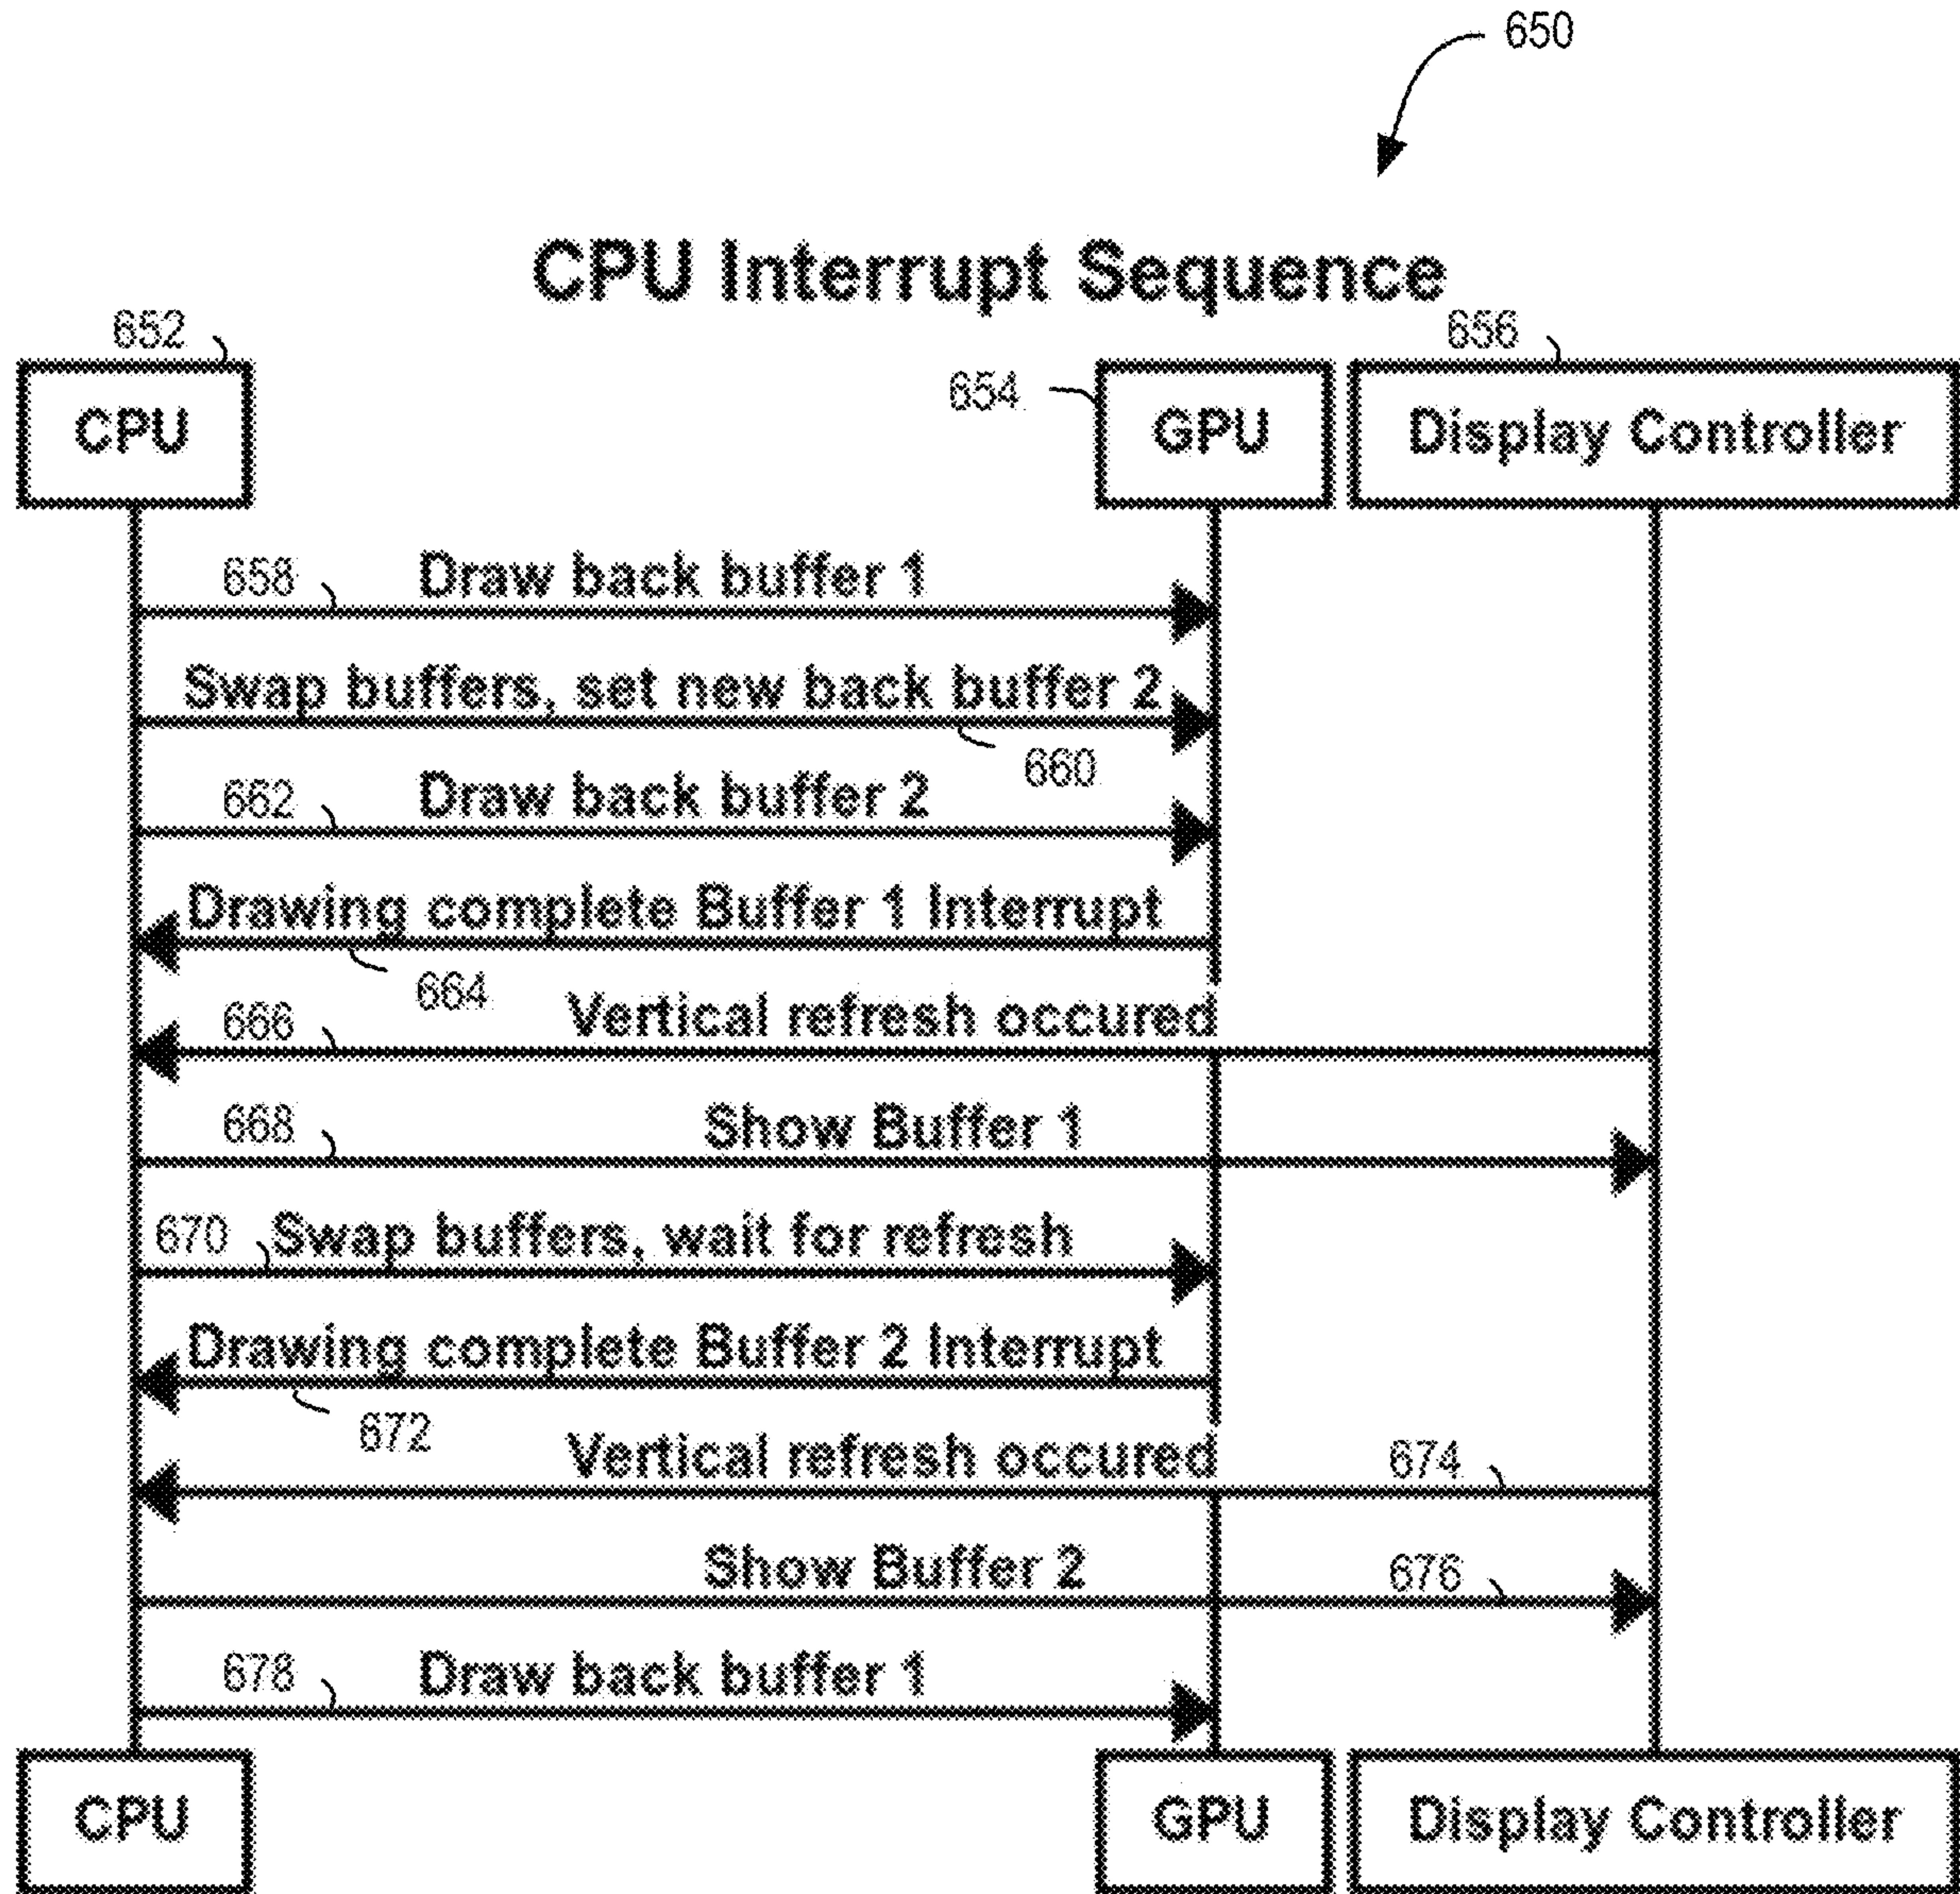 650
CPU Interrupt Sequence
652
654
656
CPU
GPU
Display Controller
658
Draw back buffer 1
Swap buffers, set new back buffer 2
660
662
Draw back buffer 2
Drawing complete Buffer 1 Interrupt
664
Vertical refresh occured
666
668
Show Buffer 1
670
Swap buffers, wait for refresh
Drawing complete Buffer 2 Interrupt
672
Vertical refresh occured
674
Show Buffer 2
676
678
Draw back buffer 1
CPU
GPU
Display Controller